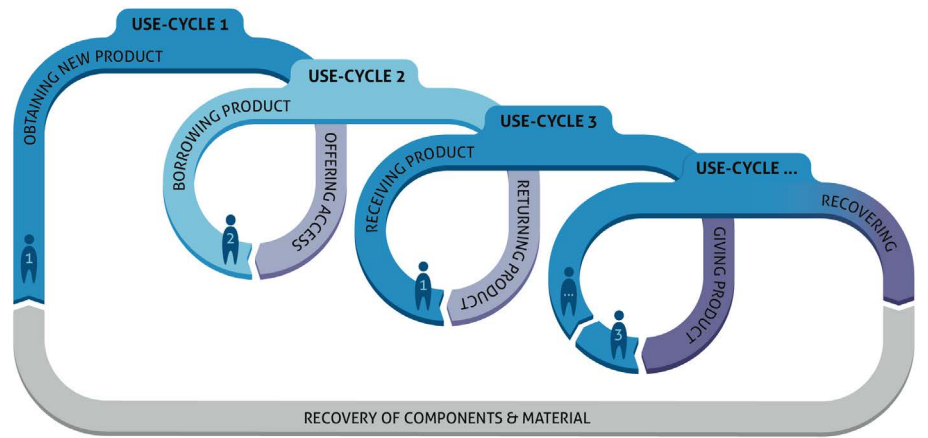 USE-CYCLE 1
OBTAINING NEW PRODUCT
1
USE-CYCLE 2
BORROWING PRODUCT
2
OFFERING ACCESS
USE-CYCLE 3
RECEIVING PRODUCT
1
RETURNING PRODUCT
USE-CYCLE ...
...
3
GIVING PRODUCT
RECOVERING
RECOVERY OF COMPONENTS & MATERIAL